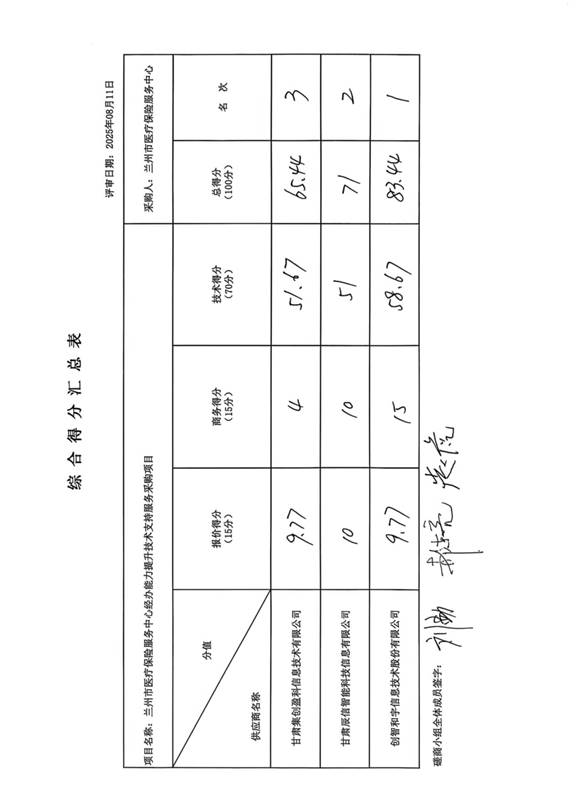 综合得分汇总表
评审日期：2025年08月11日
项目名称：兰州市医疗保险服务中心经办能力提升技术支持服务采购项目 采购人：兰州市医疗保险服务中心
分值 供应商名称 报价得分（15分） 商务得分（15分） 技术得分（70分） 总得分（100分） 名次
甘肃集创盈科信息技术有限公司 9.77 4 51.67 65.44 3
甘肃辰信智能科技信息有限公司 10 10 51 71 2
创智和宇信息技术股份有限公司 9.77 15 58.67 83.44 1
磋商小组全体成员签字：